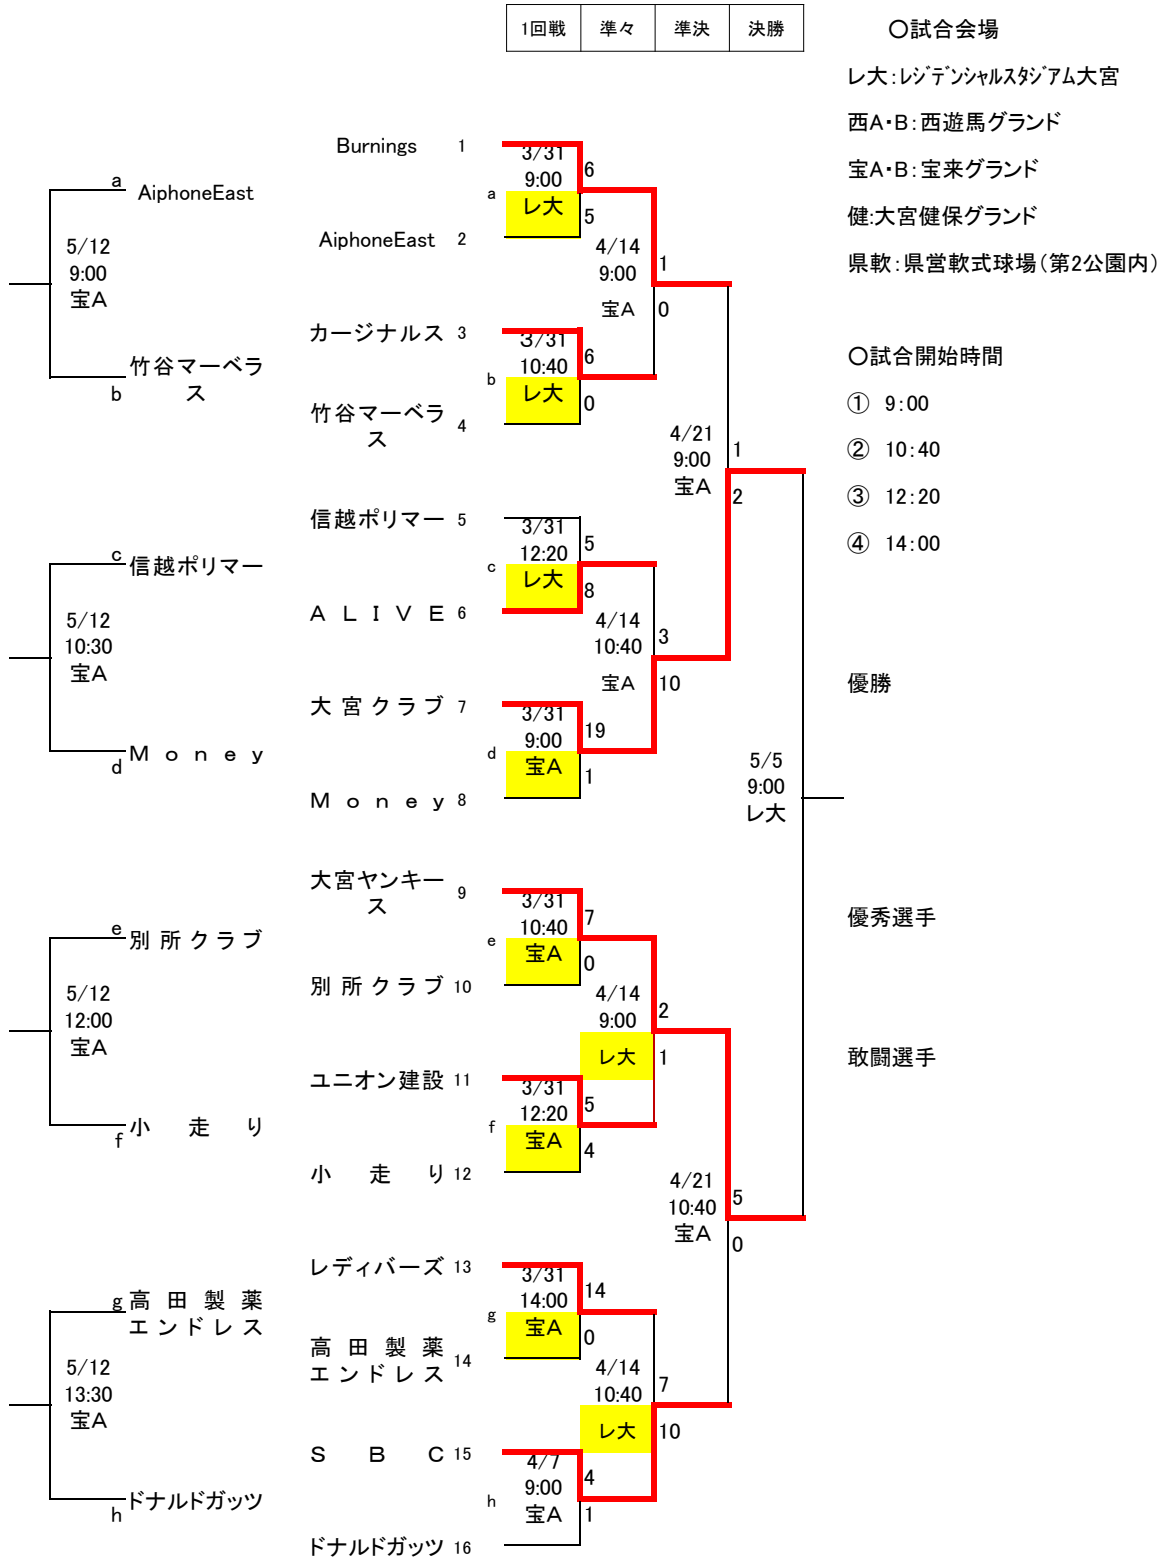 1回戦 準々 準決 決勝
○試合会場
レ大:レジデンシャルスタジアム大宮
西A・B:西遊馬グランド
宝A・B:宝来グランド
健:大宮健保グランド
県軟:県営軟式球場(第2公園内)
○試合開始時間
① 9:00
② 10:40
③ 12:20
④ 14:00
優勝
優秀選手
敢闘選手
a AiphoneEast
5/12
9:00
宝A
b 竹谷マーベラ
ス
c 信越ポリマー
5/12
10:30
宝A
d Money
e 別所クラブ
5/12
12:00
宝A
f 小走り
g 高田製薬
エンドレス
5/12
13:30
宝A
h ドナルドガッツ
Burnings 1
a
3/31
9:00
レ大
6
5
AiphoneEast 2
カージナルス 3
b
3/31
10:40
レ大
6
0
竹谷マーベラ
ス 4
信越ポリマー 5
c
3/31
12:20
レ大
5
8
ALIVE 6
大宮クラブ 7
d
3/31
9:00
宝A
19
1
Money 8
大宮ヤンキー
ス 9
e
3/31
10:40
宝A
7
0
別所クラブ 10
ユニオン建設 11
f
3/31
12:20
宝A
5
4
小走り 12
レディバーズ 13
g
3/31
14:00
宝A
14
0
高田製薬
エンドレス 14
SBC 15
h
4/7
9:00
宝A
4
1
ドナルドガッツ 16
4/14
9:00
宝A
1
0
4/14
10:40
宝A
3
10
4/14
9:00
レ大
2
1
4/14
10:40
レ大
7
10
4/21
9:00
宝A
1
2
4/21
10:40
宝A
5
0
5/5
9:00
レ大